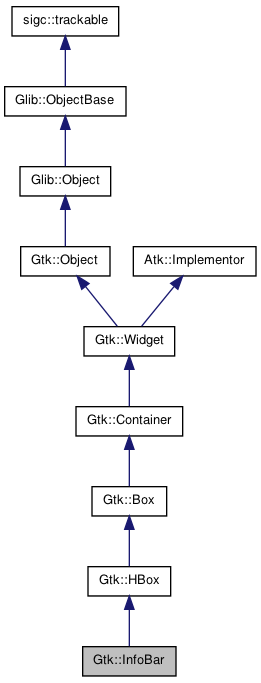 sigc::trackable
Glib::ObjectBase
Glib::Object
Gtk::Object
Atk::Implementor
Gtk::Widget
Gtk::Container
Gtk::Box
Gtk::HBox
Gtk::InfoBar